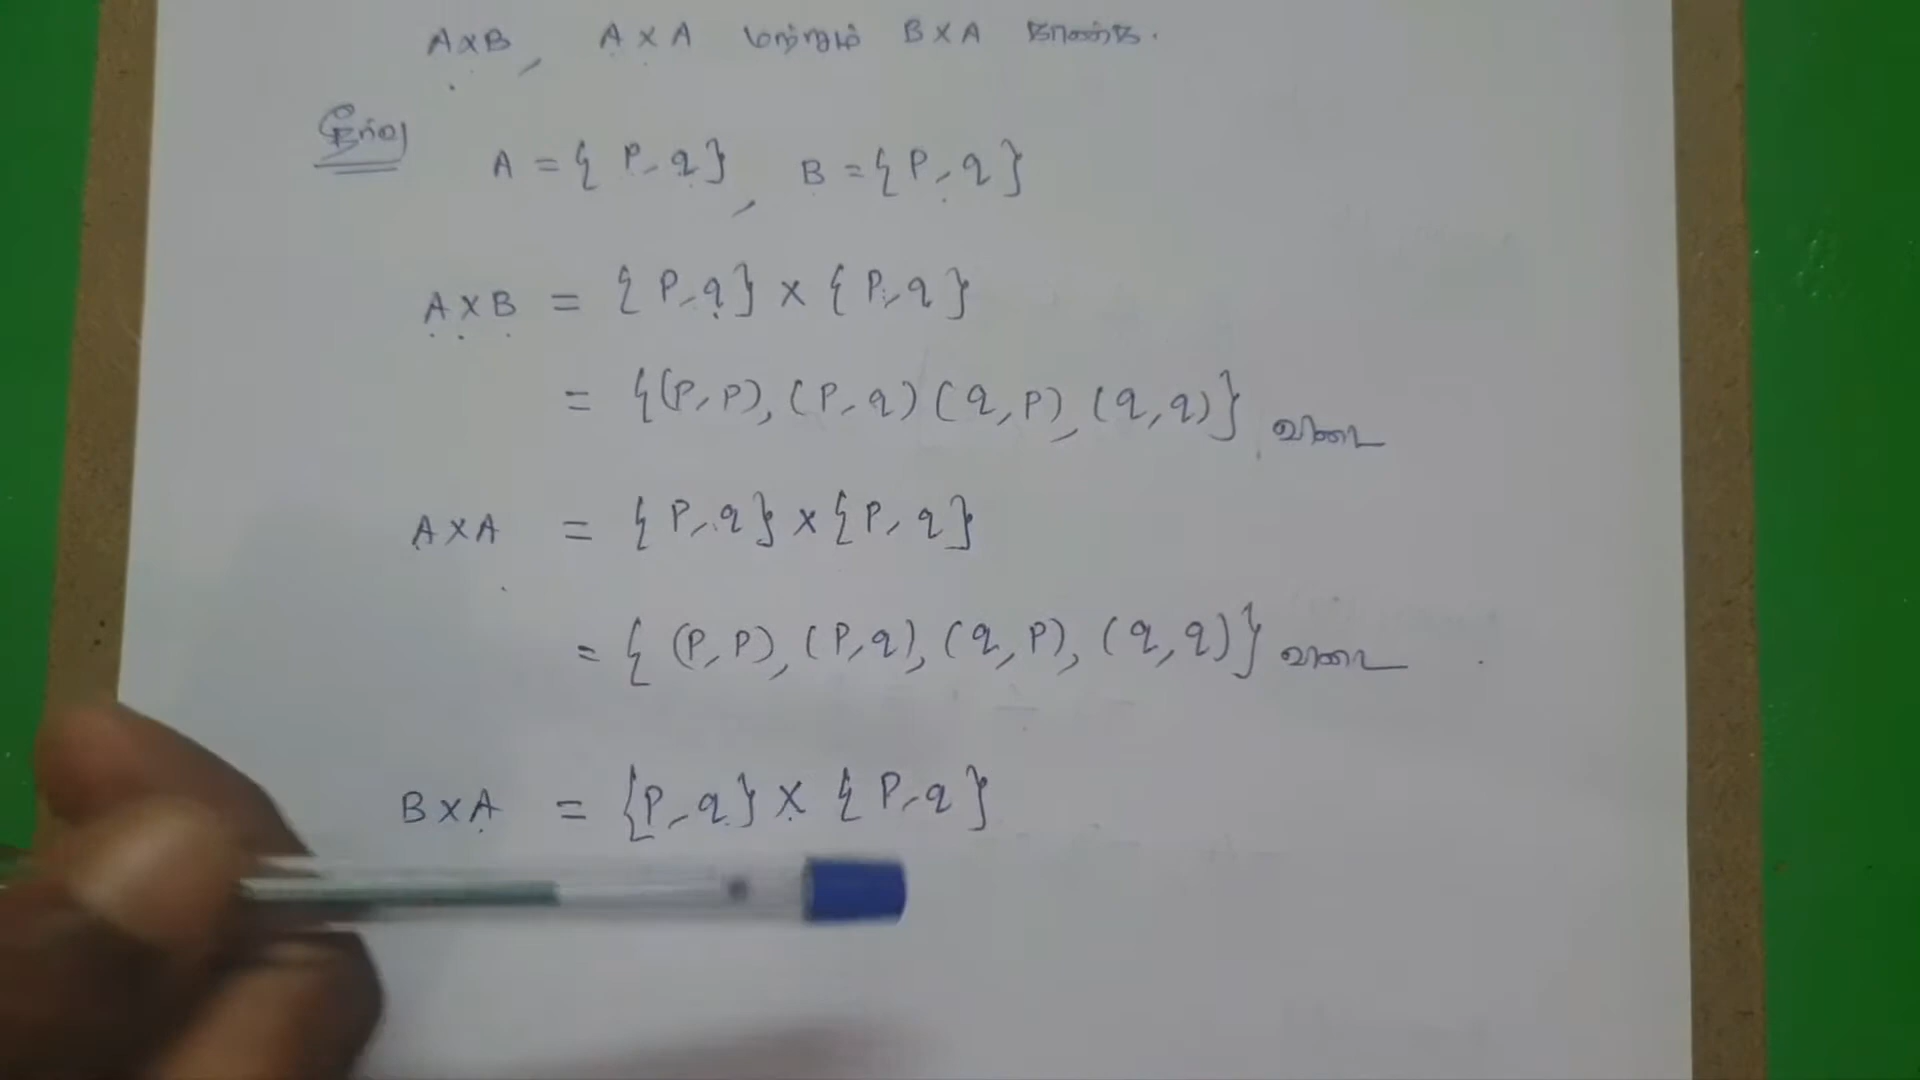 A x B, A x A மற்றும் B x A காண்க.
தீர்வு
A = { P, q }, B = { P, q }
A x B = { P, q } x { P, q }
= {(P, P), (P, q) (q, P), (q, q)} விடை
A x A = { P, q } x { P, q }
= { (P, P), (P, q), (q, P), (q, q)} விடை
B x A = {P, q } x { P, q }